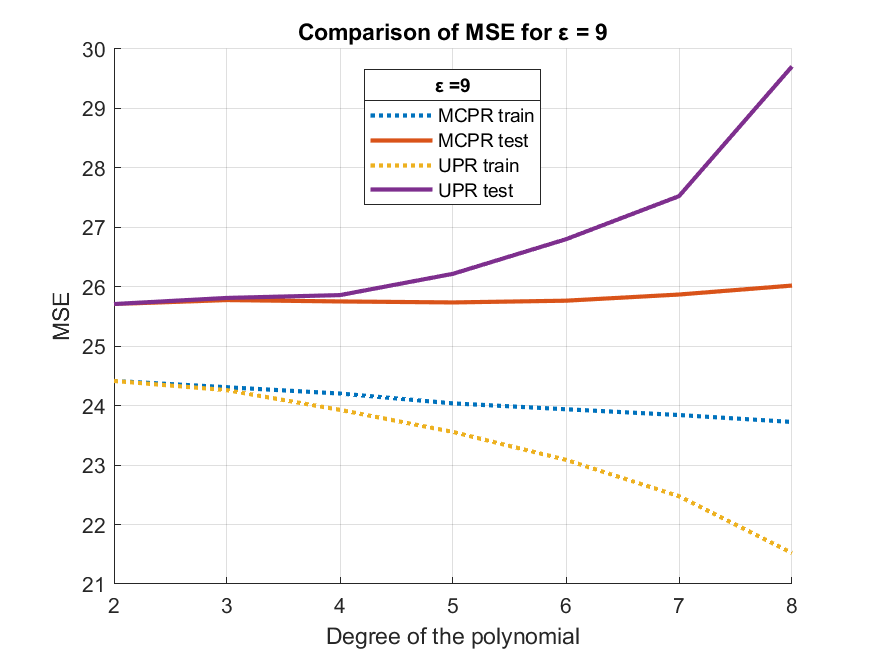 Comparison of MSE for ε = 9
30
29
28
27
26
25
24
23
22
21
MSE
ε =9
MCPR train
MCPR test
UPR train
UPR test
2 3 4 5 6 7 8
Degree of the polynomial